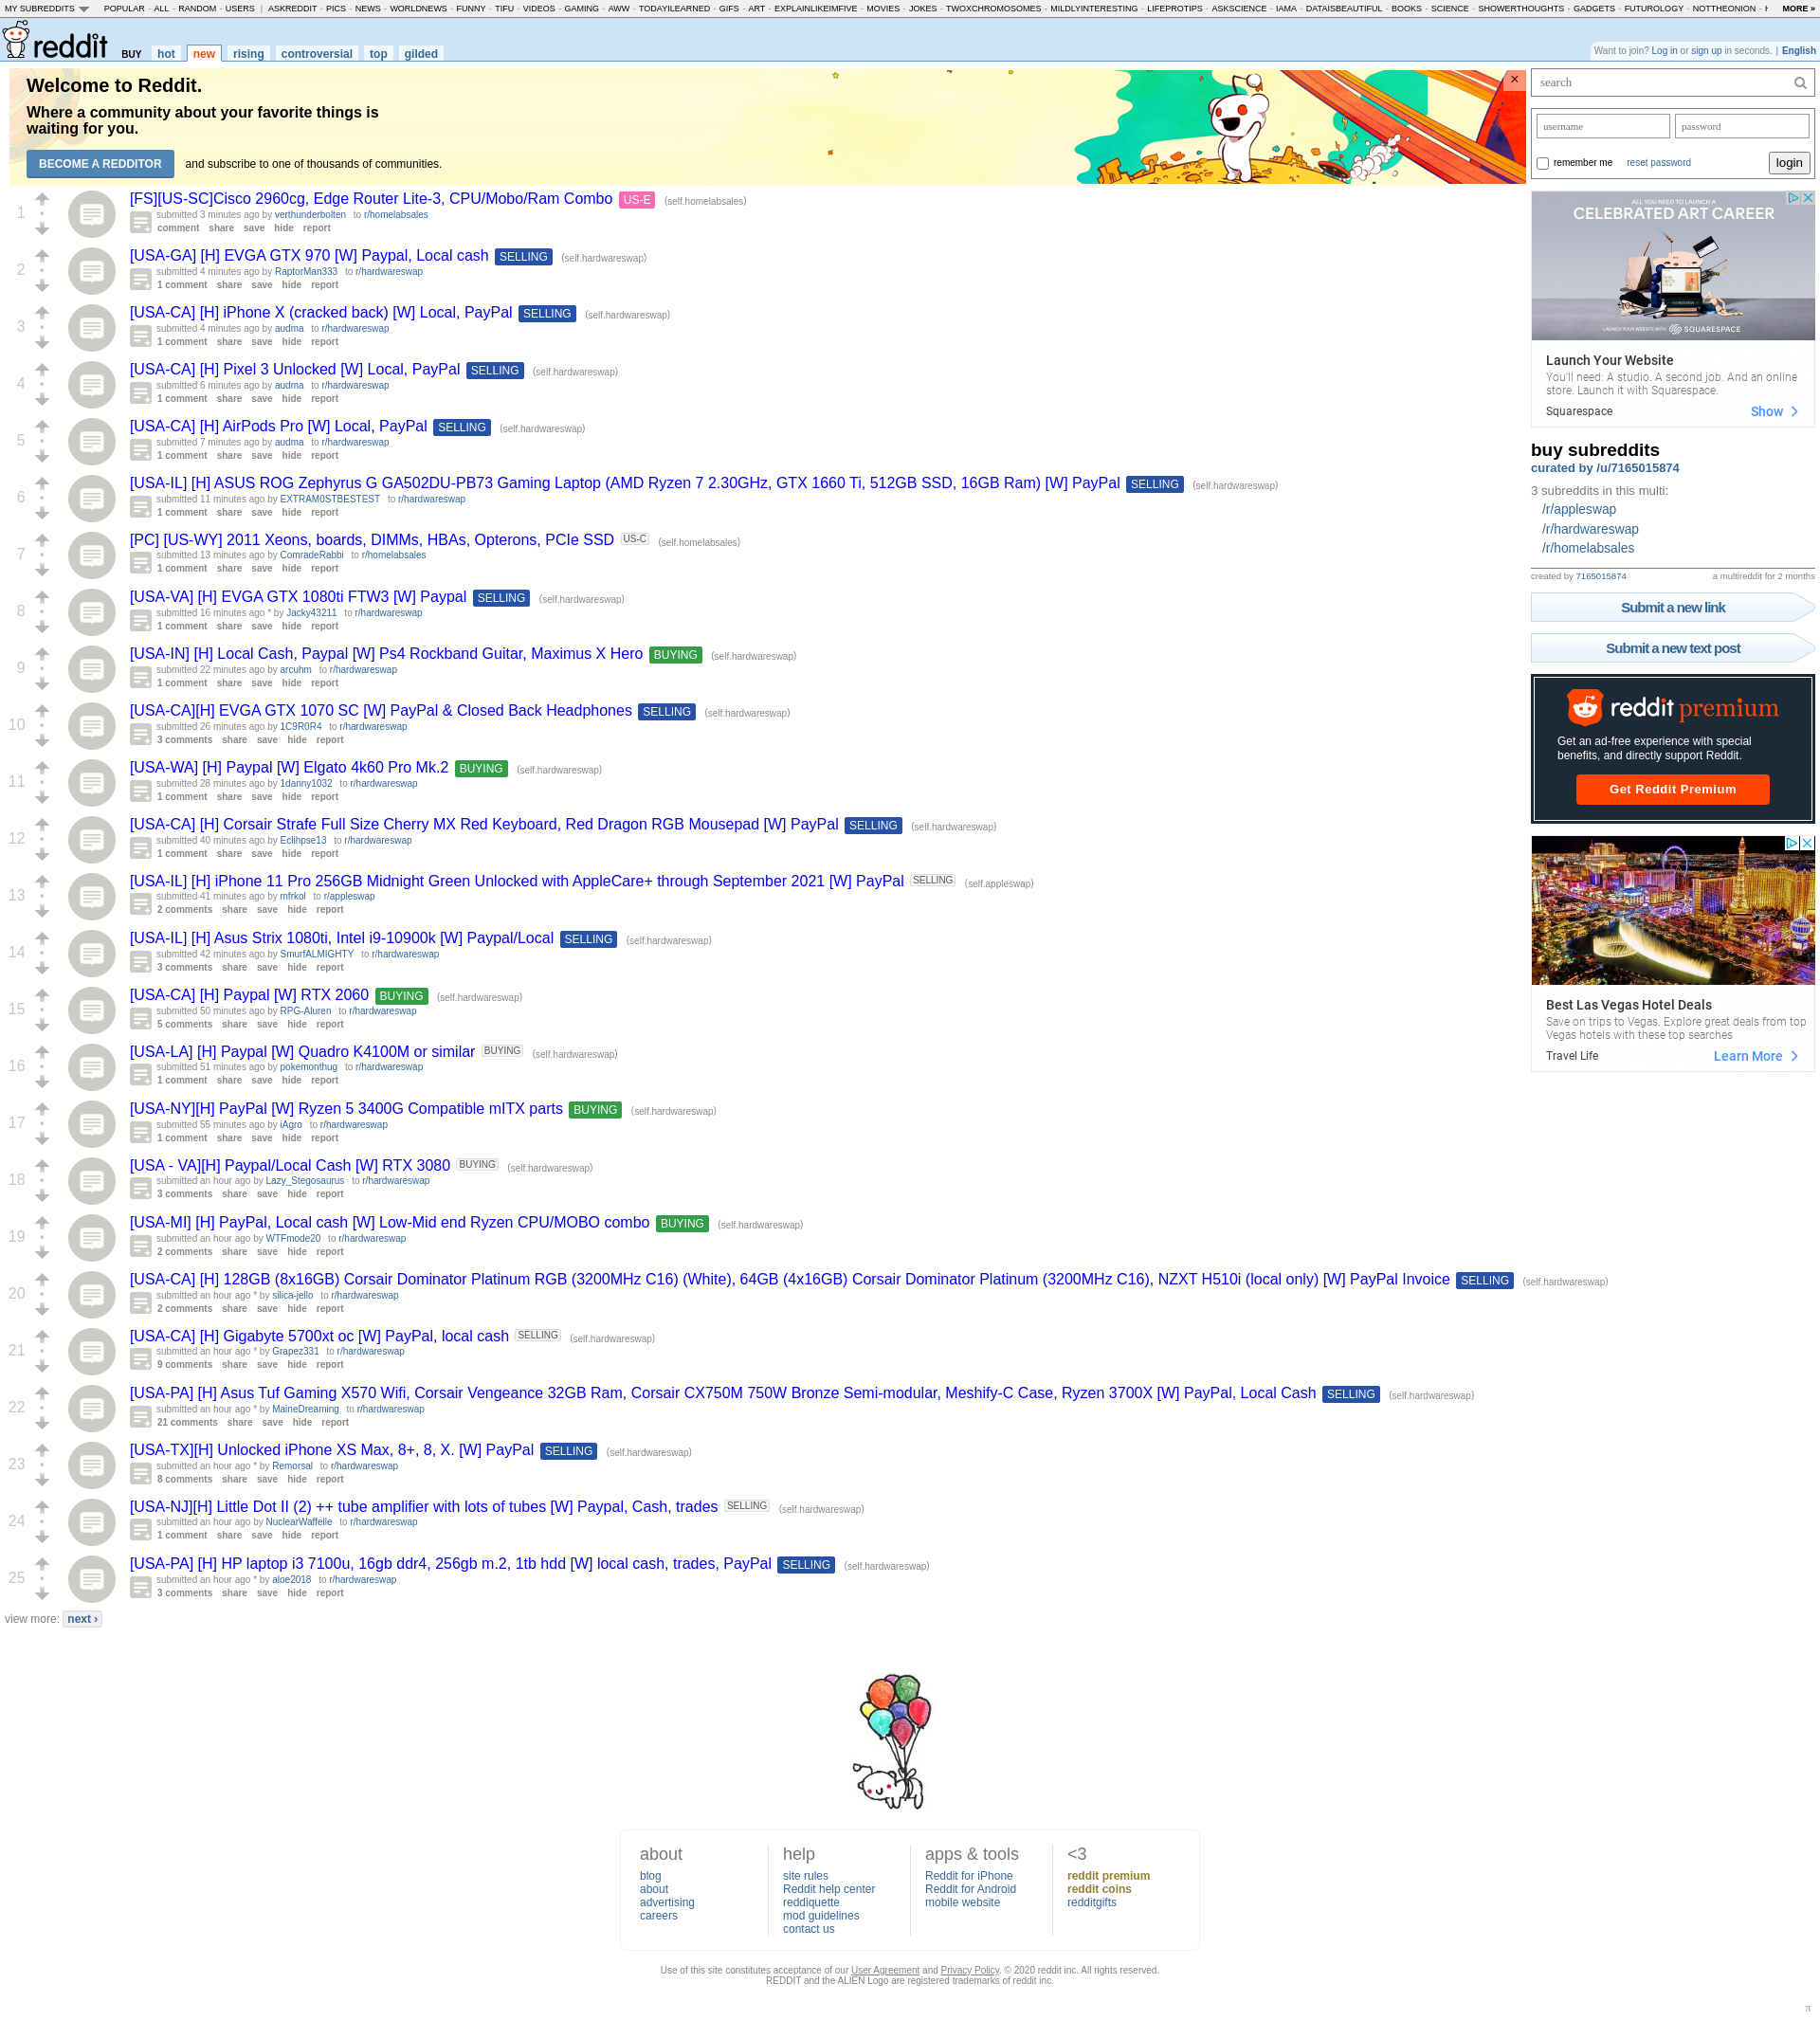 MY SUBREDDITS POPULAR - ALL - RANDOM - USERS | ASKREDDIT - PICS - NEWS - WORLDNEWS - FUNNY - TIFU - VIDEOS - GAMING - AWW - TODAYILEARNED - GIFS - ART - EXPLAINLIKEIMFIVE - MOVIES - JOKES - TWOXCHROMOSOMES - MILDLYINTERESTING - LIFEPROTIPS - ASKSCIENCE - IAMA - DATAISBEAUTIFUL - BOOKS - SCIENCE - SHOWERTHOUGHTS - GADGETS - FUTUROLOGY - NOTTHEONION - MORE »
reddit BUY hot new rising controversial top gilded
Want to join? Log in or sign up in seconds. | English
Welcome to Reddit.
Where a community about your favorite things is
waiting for you.
BECOME A REDDITOR and subscribe to one of thousands of communities.
1
[FS][US-SC]Cisco 2960cg, Edge Router Lite-3, CPU/Mobo/Ram Combo US-E (self.homelabsales)
submitted 3 minutes ago by verthunderbolten to r/homelabsales
comment share save hide report
2
[USA-GA] [H] EVGA GTX 970 [W] Paypal, Local cash SELLING (self.hardwareswap)
submitted 4 minutes ago by RaptorMan333 to r/hardwareswap
1 comment share save hide report
3
[USA-CA] [H] iPhone X (cracked back) [W] Local, PayPal SELLING (self.hardwareswap)
submitted 4 minutes ago by audma to r/hardwareswap
1 comment share save hide report
4
[USA-CA] [H] Pixel 3 Unlocked [W] Local, PayPal SELLING (self.hardwareswap)
submitted 6 minutes ago by audma to r/hardwareswap
1 comment share save hide report
5
[USA-CA] [H] AirPods Pro [W] Local, PayPal SELLING (self.hardwareswap)
submitted 7 minutes ago by audma to r/hardwareswap
1 comment share save hide report
6
[USA-IL] [H] ASUS ROG Zephyrus G GA502DU-PB73 Gaming Laptop (AMD Ryzen 7 2.30GHz, GTX 1660 Ti, 512GB SSD, 16GB Ram) [W] PayPal SELLING (self.hardwareswap)
submitted 11 minutes ago by EXTRAM0STBESTEST to r/hardwareswap
1 comment share save hide report
7
[PC] [US-WY] 2011 Xeons, boards, DIMMs, HBAs, Opterons, PCIe SSD US-C (self.homelabsales)
submitted 13 minutes ago by ComradeRabbi to r/homelabsales
1 comment share save hide report
8
[USA-VA] [H] EVGA GTX 1080ti FTW3 [W] Paypal SELLING (self.hardwareswap)
submitted 16 minutes ago * by Jacky43211 to r/hardwareswap
1 comment share save hide report
9
[USA-IN] [H] Local Cash, Paypal [W] Ps4 Rockband Guitar, Maximus X Hero BUYING (self.hardwareswap)
submitted 22 minutes ago by arcuhm to r/hardwareswap
1 comment share save hide report
10
[USA-CA][H] EVGA GTX 1070 SC [W] PayPal & Closed Back Headphones SELLING (self.hardwareswap)
submitted 26 minutes ago by 1C9R0R4 to r/hardwareswap
3 comments share save hide report
11
[USA-WA] [H] Paypal [W] Elgato 4k60 Pro Mk.2 BUYING (self.hardwareswap)
submitted 28 minutes ago by 1danny1032 to r/hardwareswap
1 comment share save hide report
12
[USA-CA] [H] Corsair Strafe Full Size Cherry MX Red Keyboard, Red Dragon RGB Mousepad [W] PayPal SELLING (self.hardwareswap)
submitted 40 minutes ago by Eclihpse13 to r/hardwareswap
1 comment share save hide report
13
[USA-IL] [H] iPhone 11 Pro 256GB Midnight Green Unlocked with AppleCare+ through September 2021 [W] PayPal SELLING (self.appleswap)
submitted 41 minutes ago by mfrkol to r/appleswap
2 comments share save hide report
14
[USA-IL] [H] Asus Strix 1080ti, Intel i9-10900k [W] Paypal/Local SELLING (self.hardwareswap)
submitted 42 minutes ago by SmurfALMIGHTY to r/hardwareswap
3 comments share save hide report
15
[USA-CA] [H] Paypal [W] RTX 2060 BUYING (self.hardwareswap)
submitted 50 minutes ago by RPG-Aluren to r/hardwareswap
5 comments share save hide report
16
[USA-LA] [H] Paypal [W] Quadro K4100M or similar BUYING (self.hardwareswap)
submitted 51 minutes ago by pokemonthug to r/hardwareswap
1 comment share save hide report
17
[USA-NY][H] PayPal [W] Ryzen 5 3400G Compatible mITX parts BUYING (self.hardwareswap)
submitted 55 minutes ago by iAgro to r/hardwareswap
1 comment share save hide report
18
[USA - VA][H] Paypal/Local Cash [W] RTX 3080 BUYING (self.hardwareswap)
submitted an hour ago by Lazy_Stegosaurus to r/hardwareswap
3 comments share save hide report
19
[USA-MI] [H] PayPal, Local cash [W] Low-Mid end Ryzen CPU/MOBO combo BUYING (self.hardwareswap)
submitted an hour ago by WTFmode20 to r/hardwareswap
2 comments share save hide report
20
[USA-CA] [H] 128GB (8x16GB) Corsair Dominator Platinum RGB (3200MHz C16) (White), 64GB (4x16GB) Corsair Dominator Platinum (3200MHz C16), NZXT H510i (local only) [W] PayPal Invoice SELLING (self.hardwareswap)
submitted an hour ago * by silica-jello to r/hardwareswap
2 comments share save hide report
21
[USA-CA] [H] Gigabyte 5700xt oc [W] PayPal, local cash SELLING (self.hardwareswap)
submitted an hour ago * by Grapez331 to r/hardwareswap
9 comments share save hide report
22
[USA-PA] [H] Asus Tuf Gaming X570 Wifi, Corsair Vengeance 32GB Ram, Corsair CX750M 750W Bronze Semi-modular, Meshify-C Case, Ryzen 3700X [W] PayPal, Local Cash SELLING (self.hardwareswap)
submitted an hour ago * by MaineDreaming to r/hardwareswap
21 comments share save hide report
23
[USA-TX][H] Unlocked iPhone XS Max, 8+, 8, X. [W] PayPal SELLING (self.hardwareswap)
submitted an hour ago * by Remorsal to r/hardwareswap
8 comments share save hide report
24
[USA-NJ][H] Little Dot II (2) ++ tube amplifier with lots of tubes [W] Paypal, Cash, trades SELLING (self.hardwareswap)
submitted an hour ago by NuclearWaffelle to r/hardwareswap
1 comment share save hide report
25
[USA-PA] [H] HP laptop i3 7100u, 16gb ddr4, 256gb m.2, 1tb hdd [W] local cash, trades, PayPal SELLING (self.hardwareswap)
submitted an hour ago * by aloe2018 to r/hardwareswap
3 comments share save hide report
view more: next ›
search
username password
remember me reset password login
ALL YOU NEED TO LAUNCH A
CELEBRATED ART CAREER
LAUNCH YOUR WEBSITE WITH SQUARESPACE
Launch Your Website
You'll need: A studio. A second job. And an online
store. Launch it with Squarespace.
Squarespace Show
buy subreddits
curated by /u/7165015874
3 subreddits in this multi:
/r/appleswap
/r/hardwareswap
/r/homelabsales
created by 7165015874 a multireddit for 2 months
Submit a new link
Submit a new text post
reddit premium
Get an ad-free experience with special
benefits, and directly support Reddit.
Get Reddit Premium
Best Las Vegas Hotel Deals
Save on trips to Vegas. Explore great deals from top
Vegas hotels with these top searches
Travel Life Learn More
about
blog
about
advertising
careers
help
site rules
Reddit help center
reddiquette
mod guidelines
contact us
apps & tools
Reddit for iPhone
Reddit for Android
mobile website
<3
reddit premium
reddit coins
redditgifts
Use of this site constitutes acceptance of our User Agreement and Privacy Policy. © 2020 reddit inc. All rights reserved.
REDDIT and the ALIEN Logo are registered trademarks of reddit inc.
π